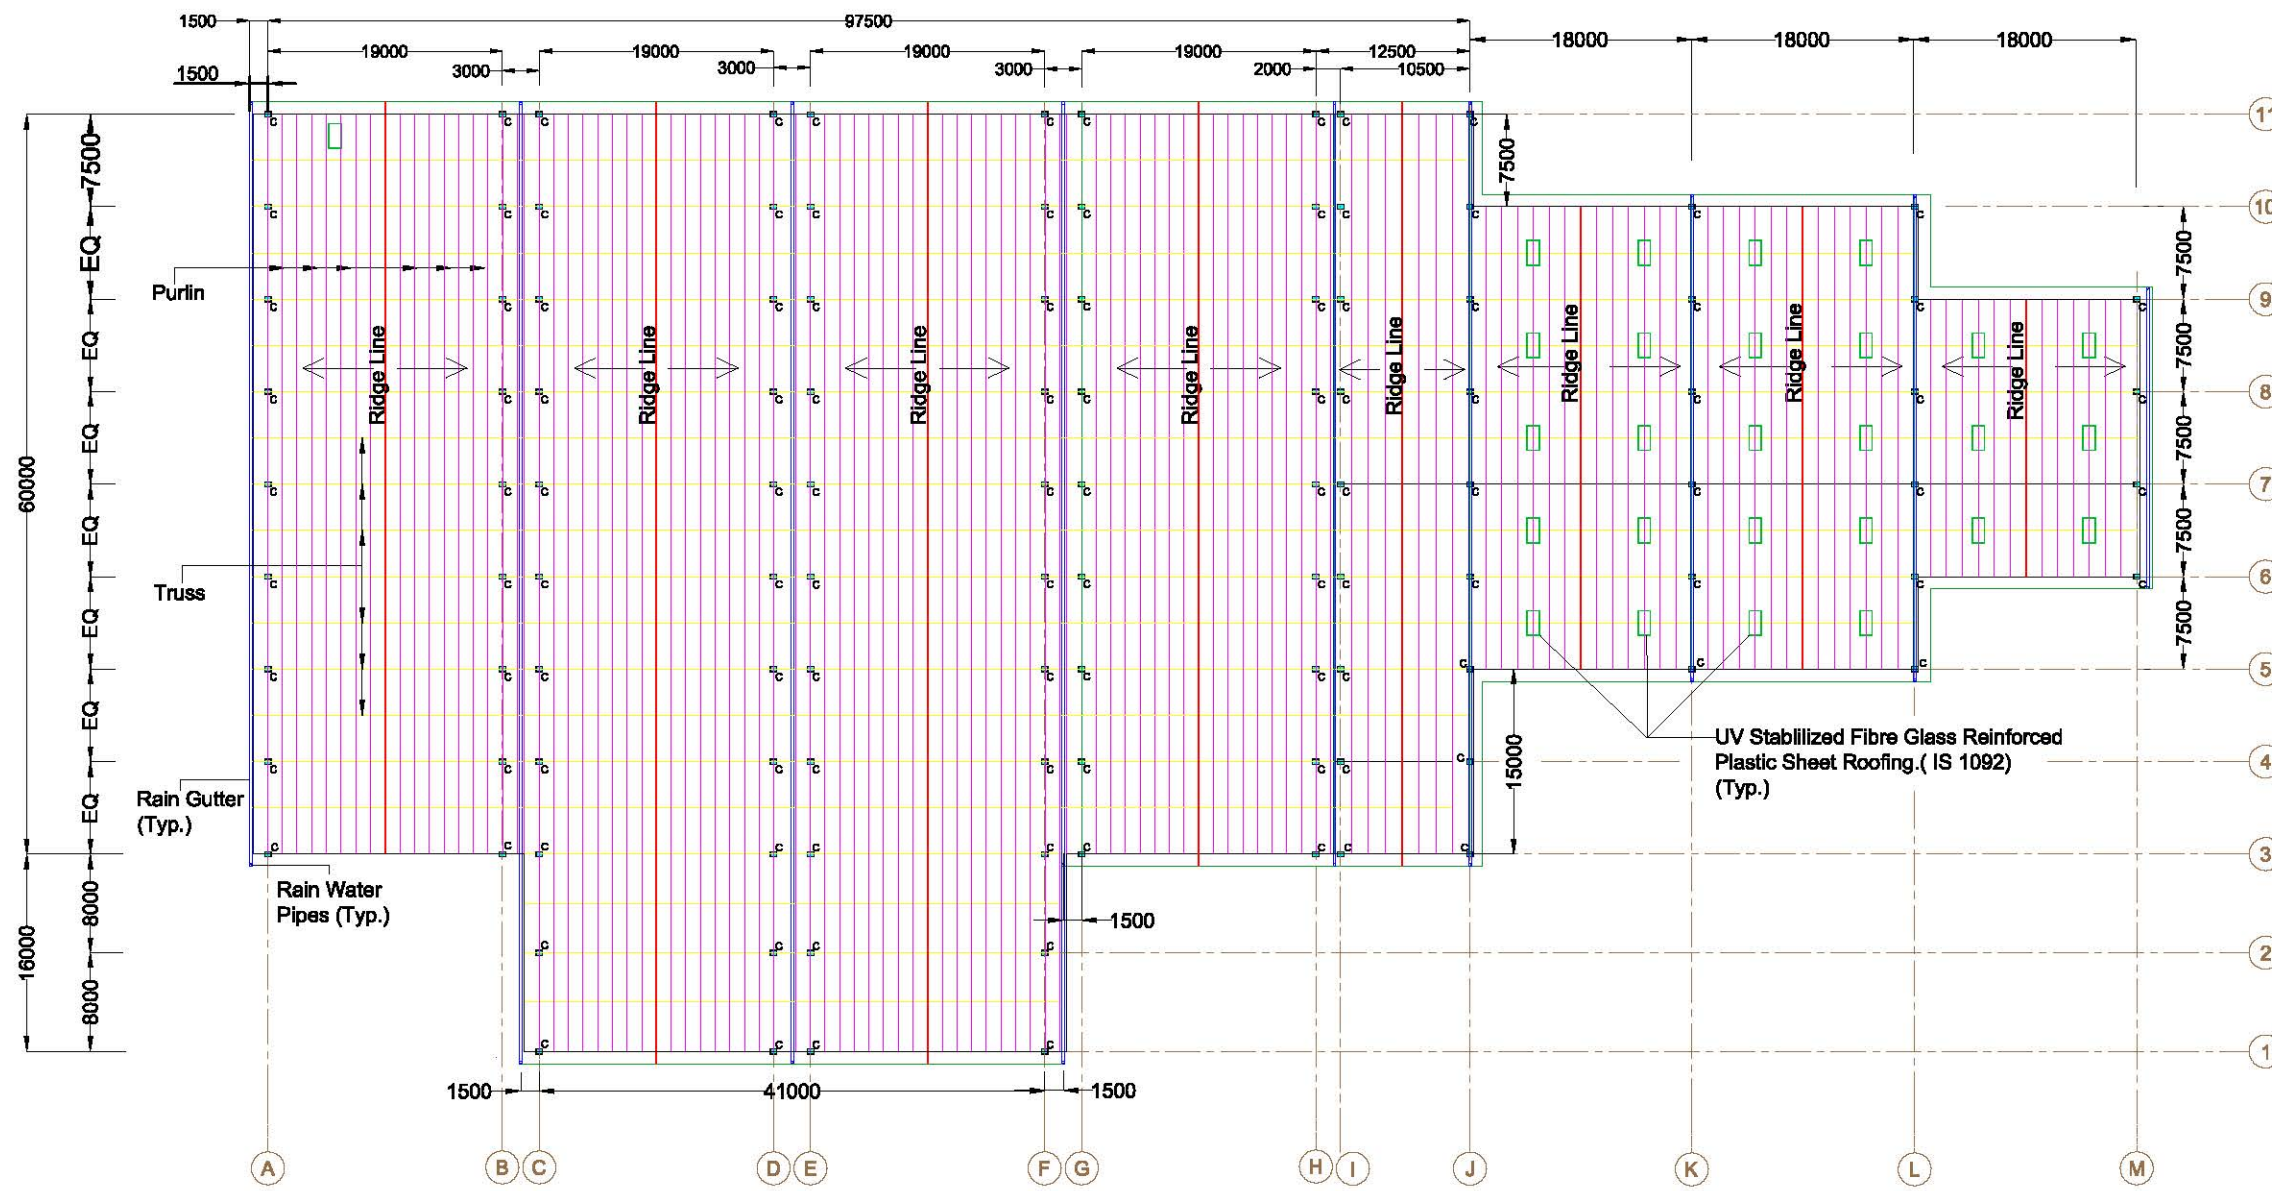 1500
97500
19000
19000
19000
19000
12500
18000
18000
18000
3000
3000
3000
2000
10500
1500
C C C C C C C C C C
11
7500
7500
C C C C C C C C C C C C
10
EQ
7500
Purlin
C C C C C C C C C C C C C
9
EQ
Ridge Line
Ridge Line
Ridge Line
Ridge Line
Ridge Line
Ridge Line
Ridge Line
Ridge Line
7500
C C C C C C C C C C C C C
8
EQ
7500
60000
C C C C C C C C C C C C C
7
EQ
7500
Truss
C C C C C C C C C C C C C
6
EQ
7500
C C C C C C C C C C C C
5
EQ
15000
UV Stablilized Fibre Glass Reinforced
Plastic Sheet Roofing.( IS 1092)
(Typ.)
C C C C C C C C C C
4
Rain Gutter
(Typ.)
EQ
C C C C C C C C C C
3
Rain Water
Pipes (Typ.)
8000
1500
16000
C C C C
2
8000
C C C C
1
1500
41000
1500
A B C D E F G H I J K L M